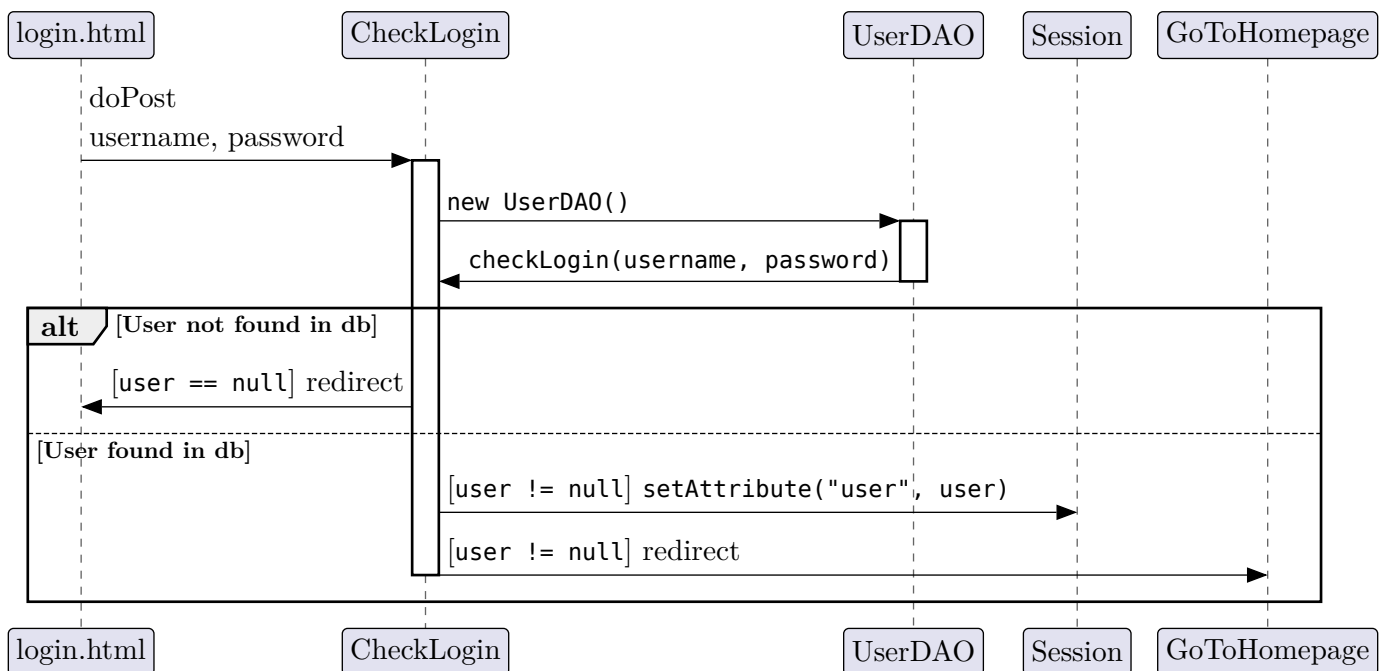 login.html CheckLogin UserDAO Session GoToHomepage
doPost
username, password
new UserDAO()
checkLogin(username, password)
alt [User not found in db]
[user == null] redirect
[User found in db]
[user != null] setAttribute("user", user)
[user != null] redirect
login.html CheckLogin UserDAO Session GoToHomepage